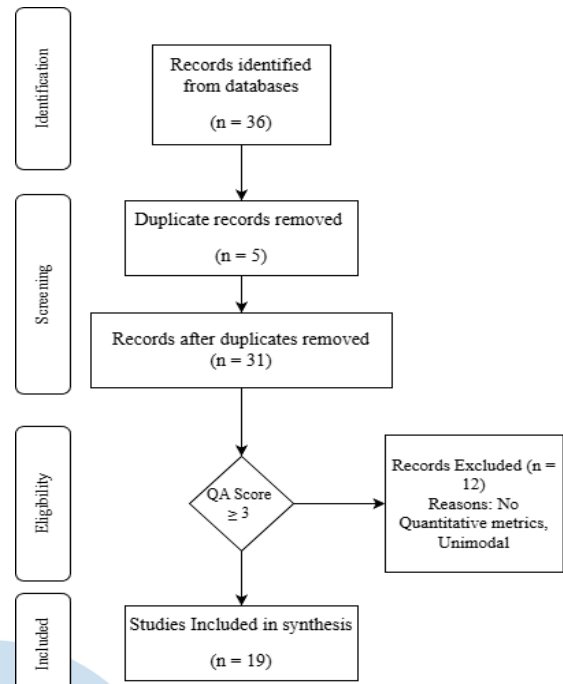 Identification
Records identified
from databases
(n = 36)
Screening
Duplicate records removed
(n = 5)
Records after duplicates removed
(n = 31)
Eligibility
QA Score
≥ 3
Records Excluded (n =
12)
Reasons: No
Quantitative metrics,
Unimodal
Included
Studies Included in synthesis
(n = 19)